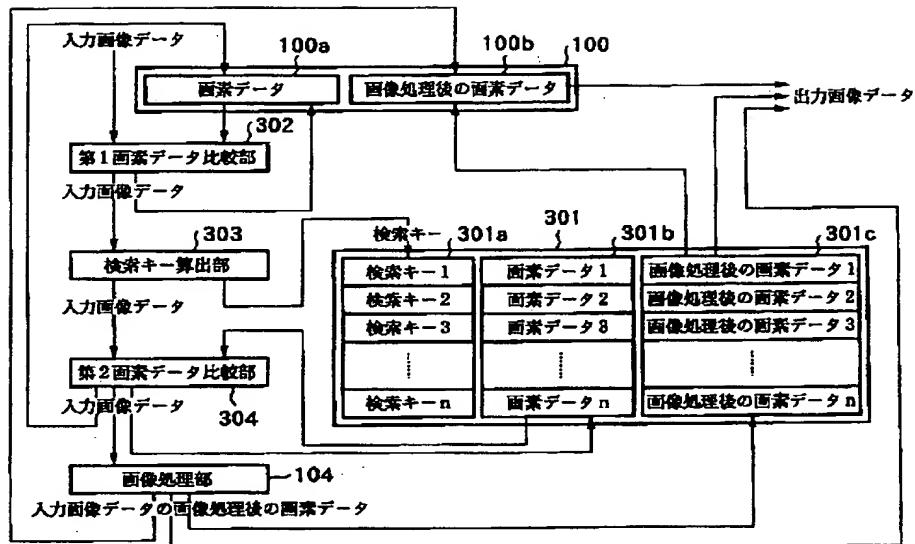 入力画像データ
100a
100b
100
画素データ
画像処理後の画素データ
出力画像データ
302
第1画素データ比較部
入力画像データ
303
検索キー算出部
入力画像データ
検索キー
301a
301
301b
301c
検索キー1
画素データ1
画像処理後の画素データ1
検索キー2
画素データ2
画像処理後の画素データ2
検索キー3
画素データ3
画像処理後の画素データ3
検索キーn
画素データn
画像処理後の画素データn
第2画素データ比較部
入力画像データ
304
画像処理部
104
入力画像データの画像処理後の画素データ